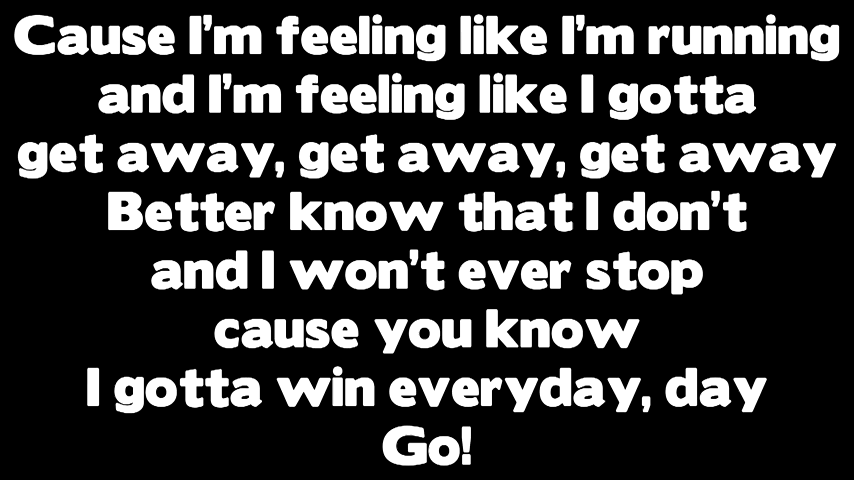 Cause I'm feeling like I'm running
and I'm feeling like I gotta
get away, get away, get away
Better know that I don't
and I won't ever stop
cause you know
I gotta win everyday, day
Go!